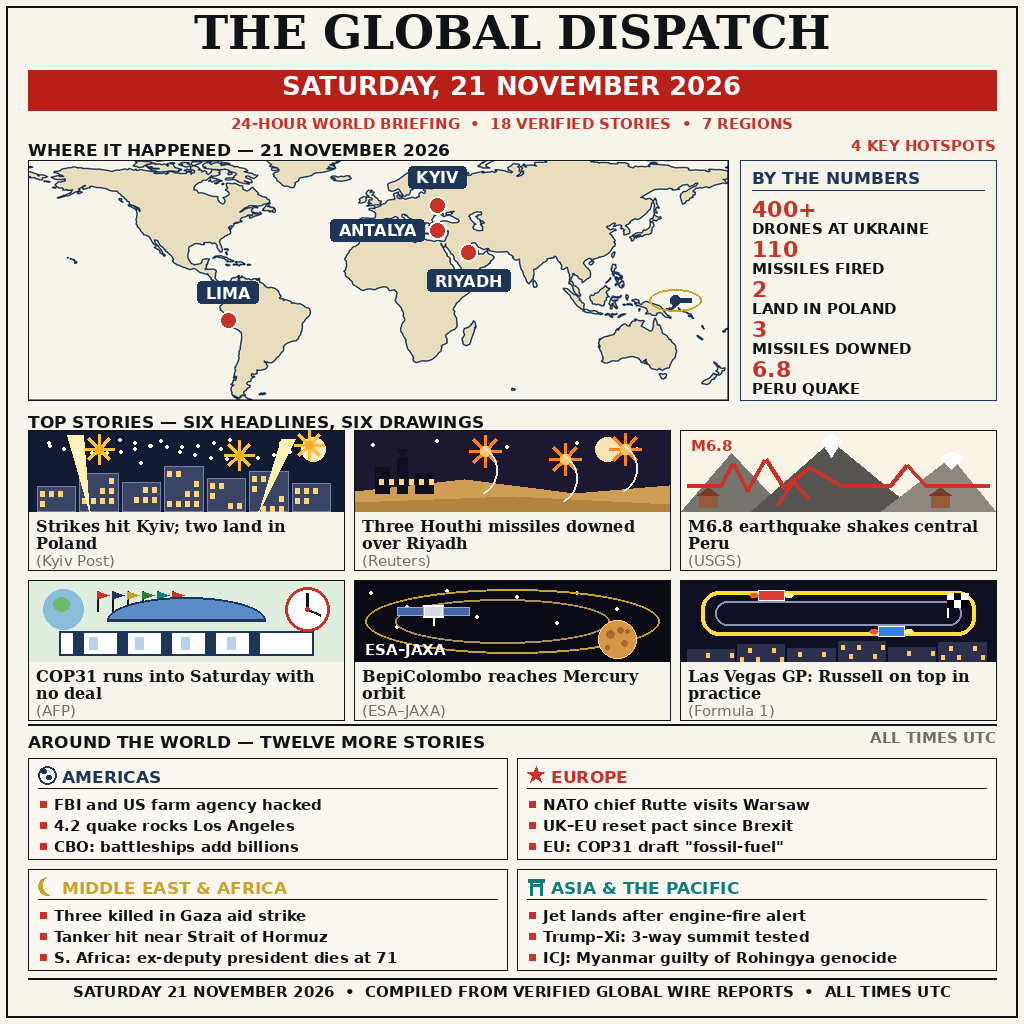 THE GLOBAL DISPATCH
SATURDAY, 21 NOVEMBER 2026
24-HOUR WORLD BRIEFING • 18 VERIFIED STORIES • 7 REGIONS
WHERE IT HAPPENED — 21 NOVEMBER 2026
4 KEY HOTSPOTS
KYIV
ANTALYA
RIYADH
LIMA
BY THE NUMBERS
400+
DRONES AT UKRAINE
110
MISSILES FIRED
2
LAND IN POLAND
3
MISSILES DOWNED
6.8
PERU QUAKE
TOP STORIES — SIX HEADLINES, SIX DRAWINGS
Strikes hit Kyiv; two land in
Poland
(Kyiv Post)
Three Houthi missiles downed
over Riyadh
(Reuters)
M6.8
M6.8 earthquake shakes central
Peru
(USGS)
COP31 runs into Saturday with
no deal
(AFP)
ESA–JAXA
BepiColombo reaches Mercury
orbit
(ESA–JAXA)
Las Vegas GP: Russell on top in
practice
(Formula 1)
AROUND THE WORLD — TWELVE MORE STORIES
ALL TIMES UTC
AMERICAS
FBI and US farm agency hacked
4.2 quake rocks Los Angeles
CBO: battleships add billions
EUROPE
NATO chief Rutte visits Warsaw
UK–EU reset pact since Brexit
EU: COP31 draft "fossil-fuel"
MIDDLE EAST & AFRICA
Three killed in Gaza aid strike
Tanker hit near Strait of Hormuz
S. Africa: ex-deputy president dies at 71
ASIA & THE PACIFIC
Jet lands after engine-fire alert
Trump–Xi: 3-way summit tested
ICJ: Myanmar guilty of Rohingya genocide
SATURDAY 21 NOVEMBER 2026 • COMPILED FROM VERIFIED GLOBAL WIRE REPORTS • ALL TIMES UTC